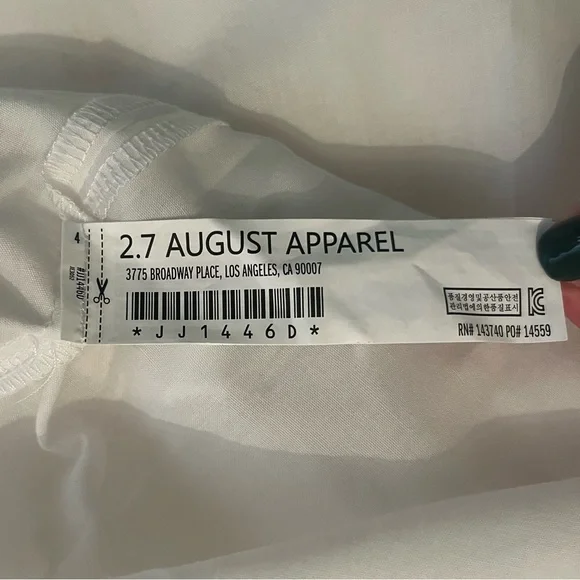 4
2.7 AUGUST APPAREL
3775 BROADWAY PLACE, LOS ANGELES, CA 90007
*JJ1446D*
품질경영및공산품안전
관리법에의한품질표시
RN# 143740 PO# 14559